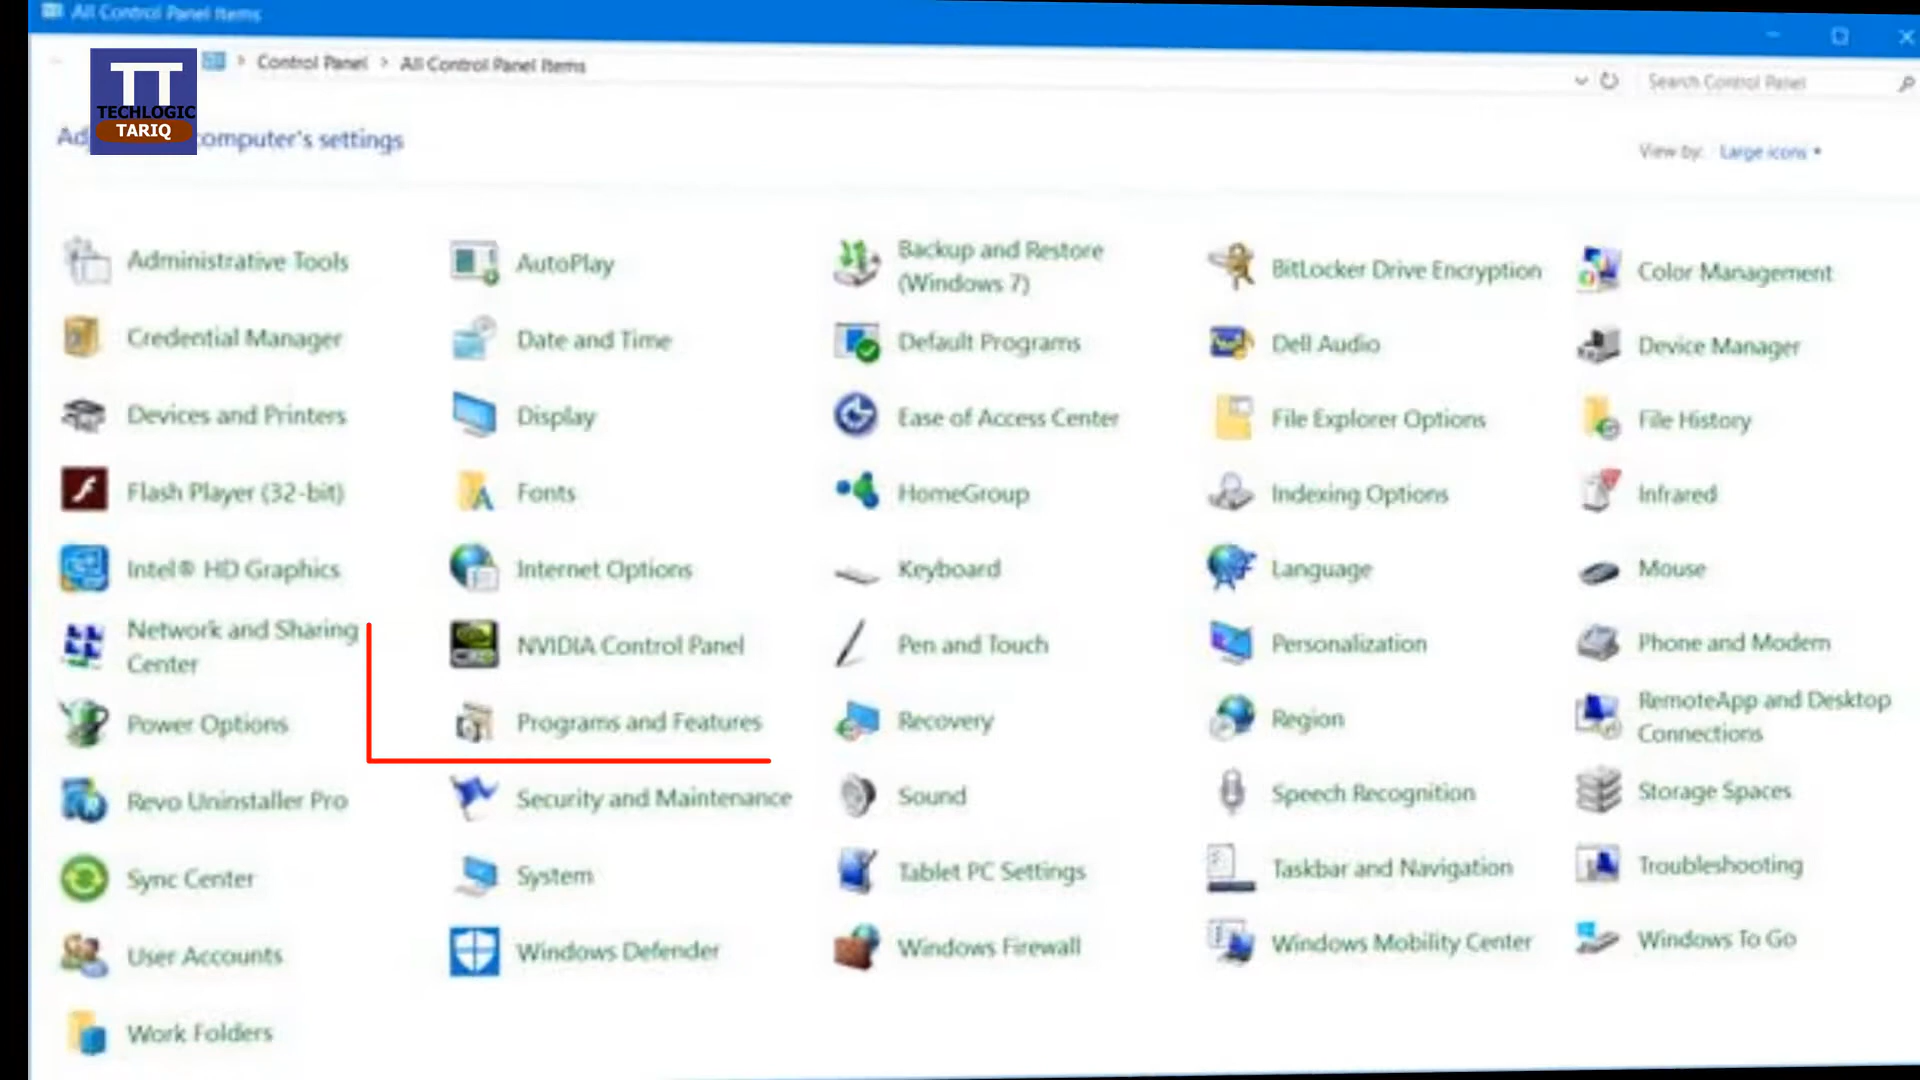 All Control Panel Items
Control Panel > All Control Panel Items
Search Control Panel
TT
TECHLOGIC
TARIQ
computer's settings
View by: Large icons
Administrative Tools
AutoPlay
Backup and Restore
(Windows 7)
BitLocker Drive Encryption
Color Management
Credential Manager
Date and Time
Default Programs
Dell Audio
Device Manager
Devices and Printers
Display
Ease of Access Center
File Explorer Options
File History
Flash Player (32-bit)
Fonts
HomeGroup
Indexing Options
Infrared
Intel® HD Graphics
Internet Options
Keyboard
Language
Mouse
Network and Sharing
Center
NVIDIA Control Panel
Pen and Touch
Personalization
Phone and Modem
Power Options
Programs and Features
Recovery
Region
RemoteApp and Desktop
Connections
Revo Uninstaller Pro
Security and Maintenance
Sound
Speech Recognition
Storage Spaces
Sync Center
System
Tablet PC Settings
Taskbar and Navigation
Troubleshooting
User Accounts
Windows Defender
Windows Firewall
Windows Mobility Center
Windows To Go
Work Folders